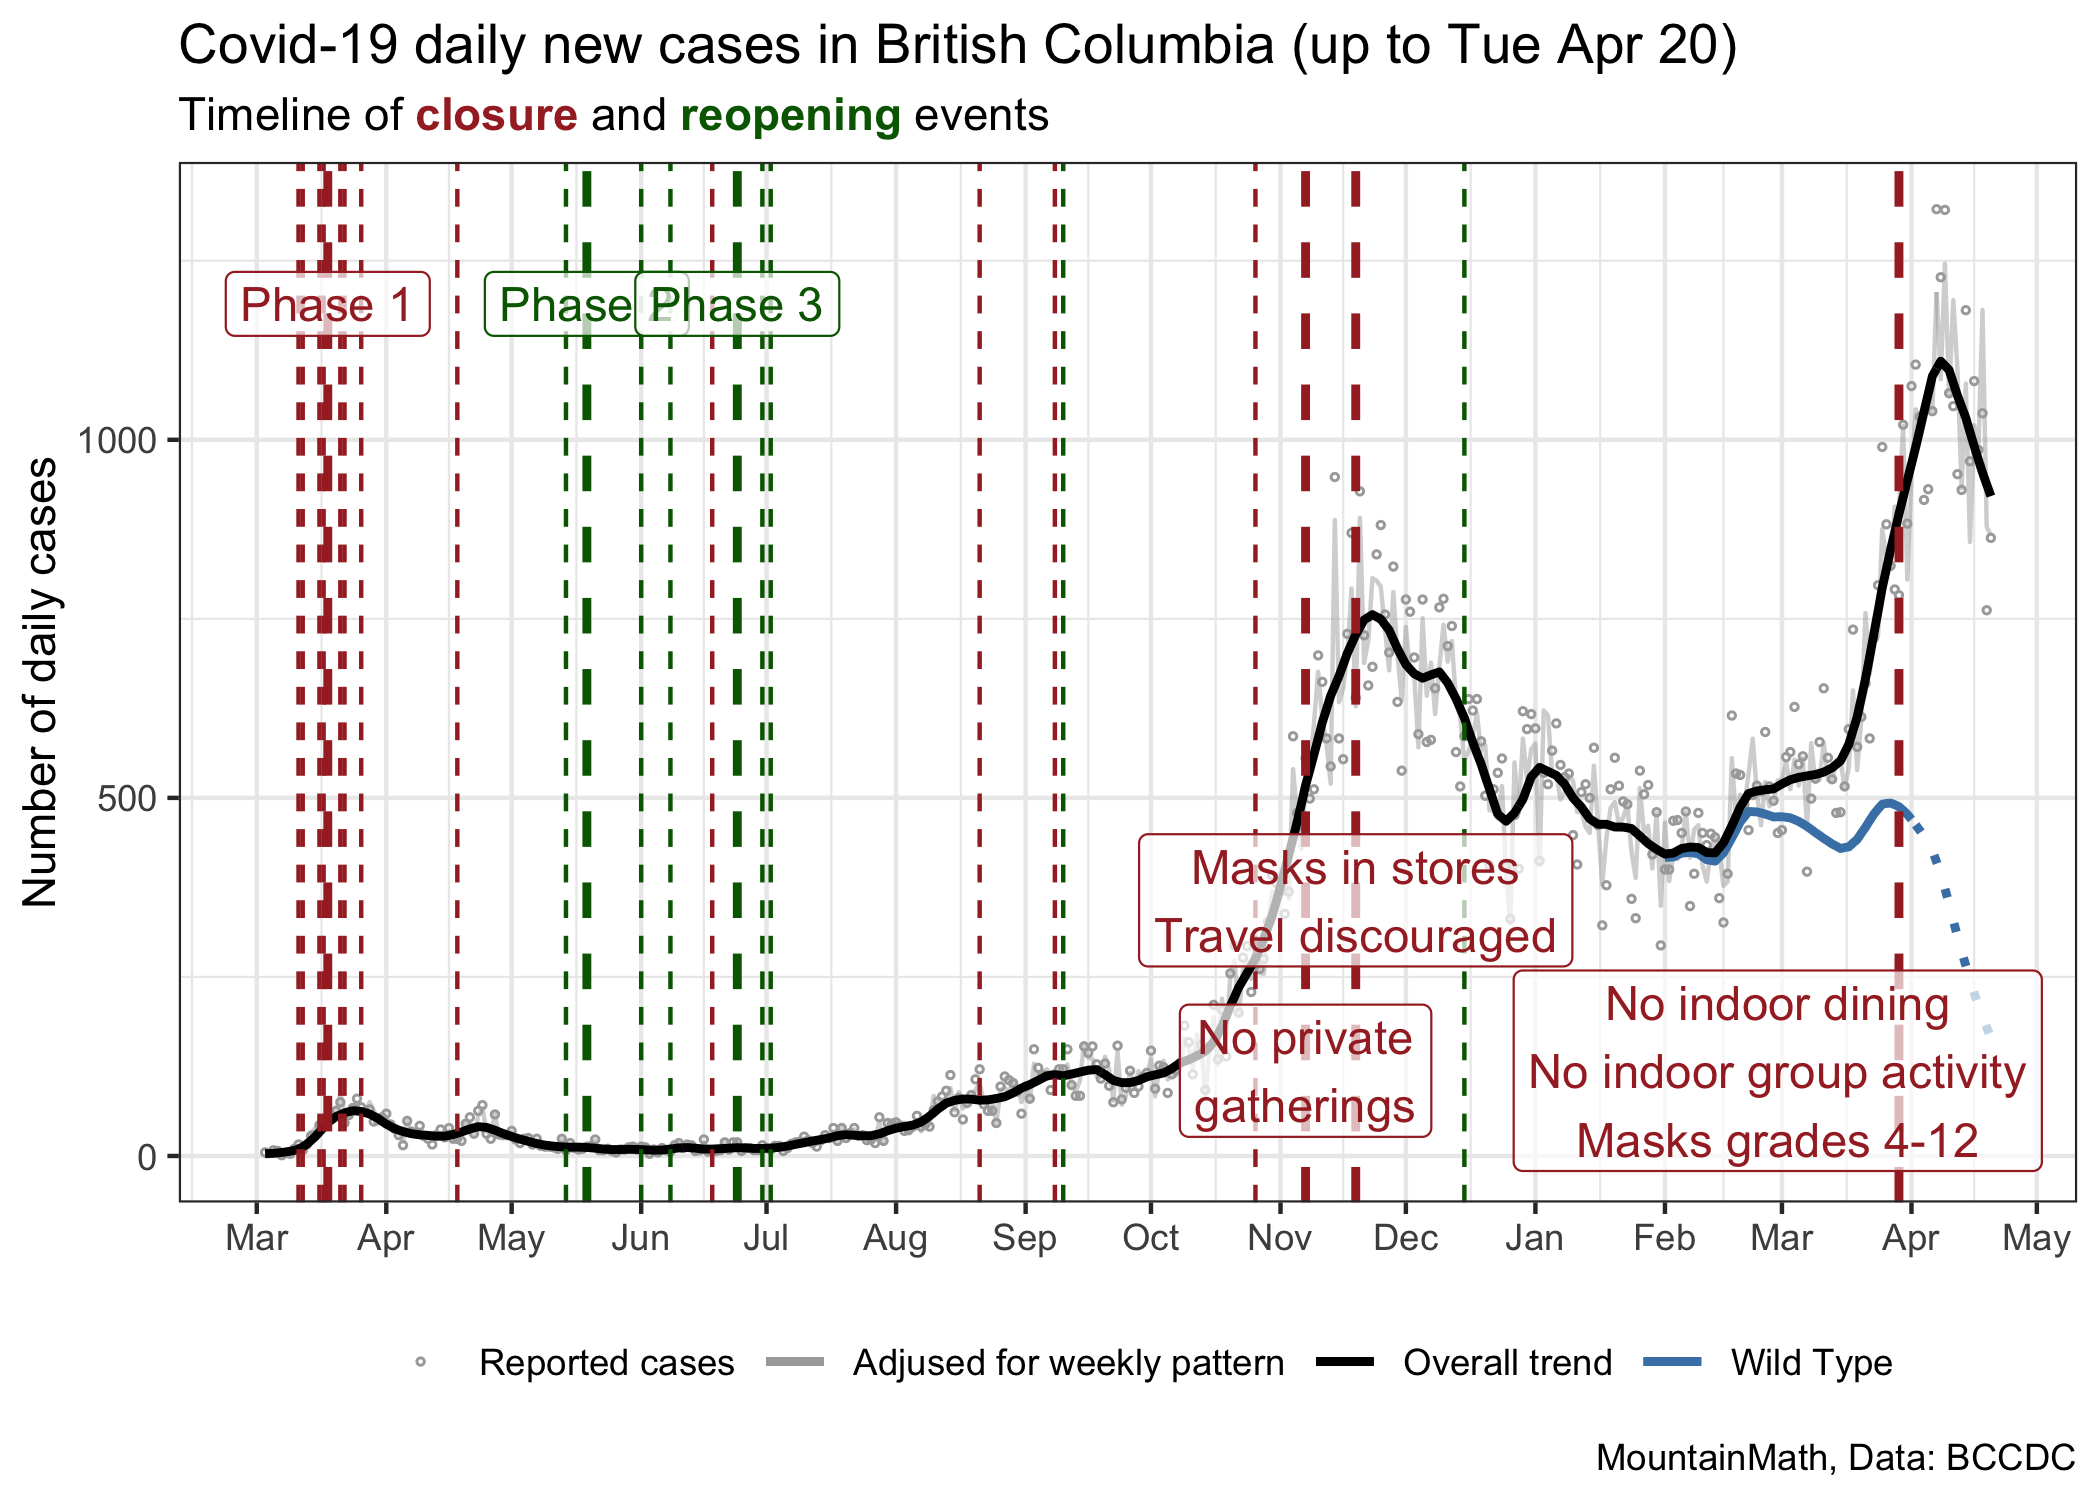 Covid-19 daily new cases in British Columbia (up to Tue Apr 20)
Timeline of closure and reopening events
Number of daily cases
1000
500
0
Phase 1
Phase 2
Phase 3
Masks in stores
Travel discouraged
No private
gatherings
No indoor dining
No indoor group activity
Masks grades 4-12
Mar Apr May Jun Jul Aug Sep Oct Nov Dec Jan Feb Mar Apr May
Reported cases Adjused for weekly pattern Overall trend Wild Type
MountainMath, Data: BCCDC